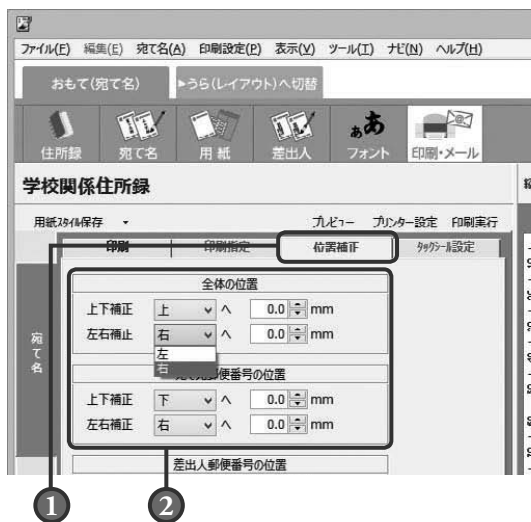 ファイル(F) 編集(E) 宛て名(A) 印刷設定(P) 表示(V) ツール(T) ナビ(N) ヘルプ(H)
おもて(宛て名) ▶うら(レイアウト)へ切替
住所録 宛て名 用紙 差出人 フォント 印刷・メール
学校関係住所録
用紙スタイル保存 プレビュー プリンター設定 印刷実行
印刷 印刷指定 位置補正 タックシール設定
宛て名
全体の位置
上下補正 上 へ 0.0 mm
左右補正 右 へ 0.0 mm
左
右
郵便番号の位置
上下補正 下 へ 0.0 mm
左右補正 右 へ 0.0 mm
差出人郵便番号の位置
1 2